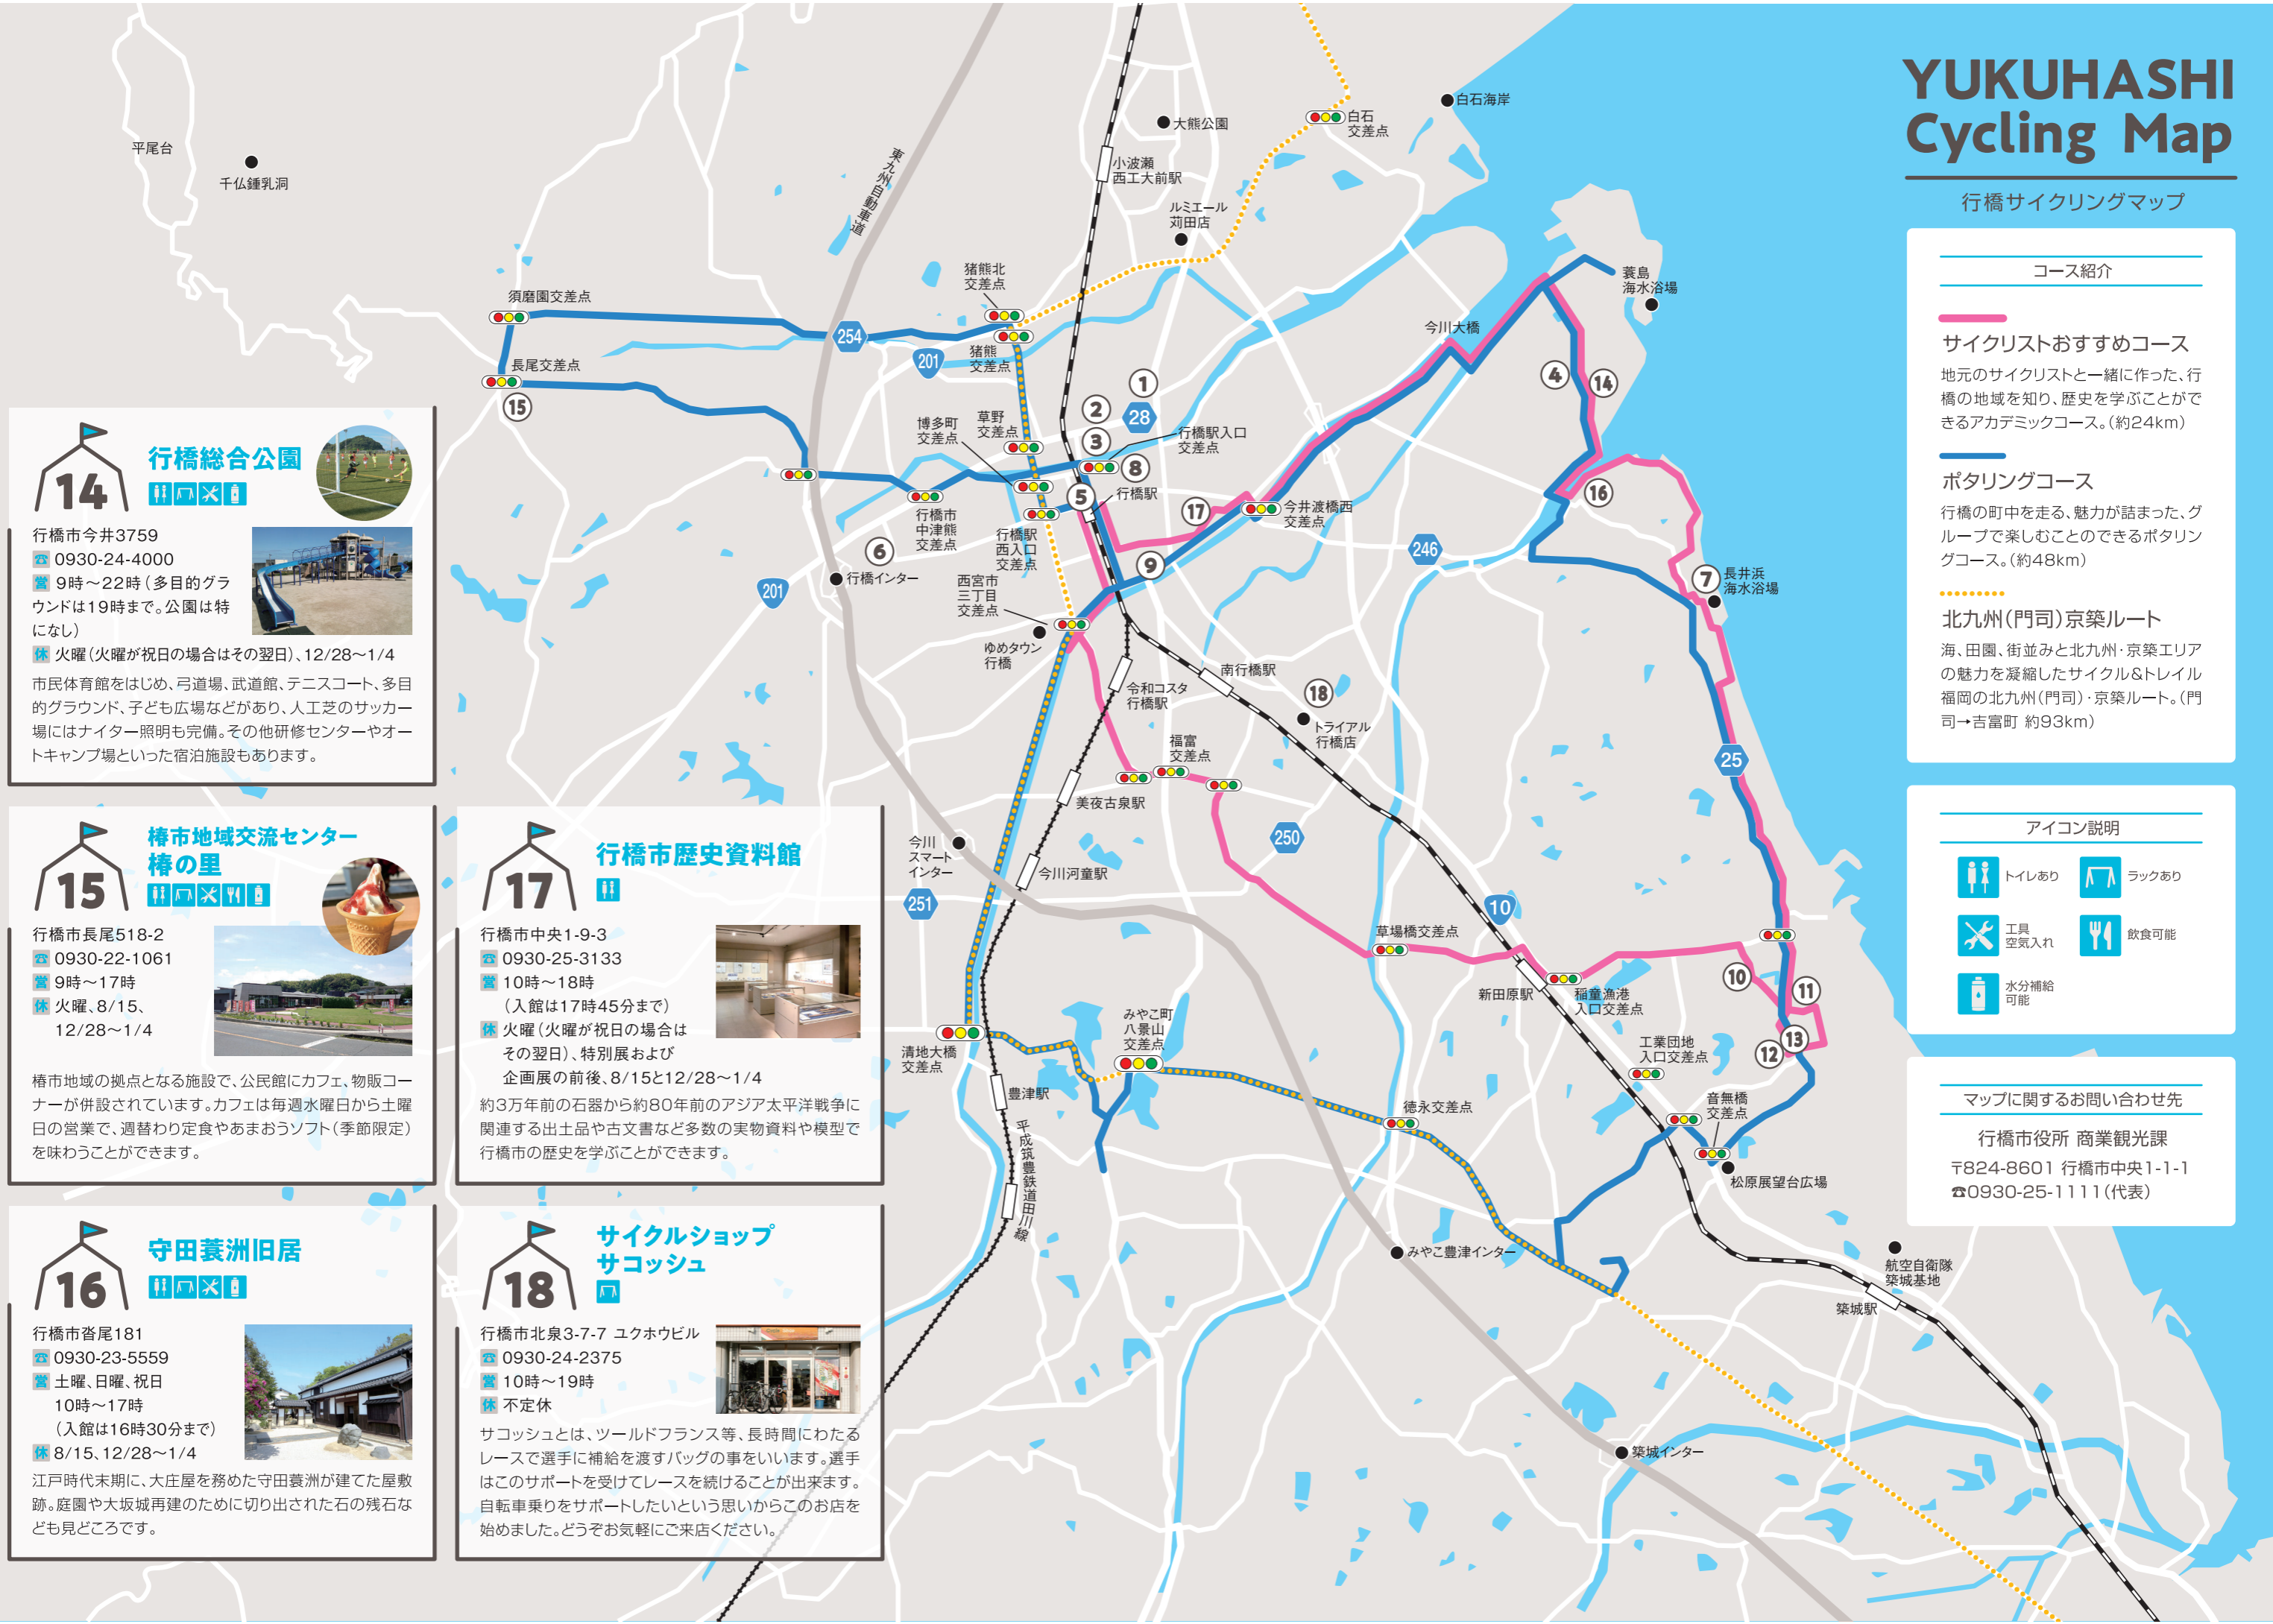 YUKUHASHI
Cycling Map
行橋サイクリングマップ
コース紹介
サイクリストおすすめコース
地元のサイクリストと一緒に作った、行
橋の地域を知り、歴史を学ぶことがで
きるアカデミックコース。(約24km)
ポタリングコース
行橋の町中を走る、魅力が詰まった、グ
ループで楽しむことのできるポタリン
グコース。(約48km)
北九州(門司)京築ルート
海、田園、街並みと北九州・京築エリア
の魅力を凝縮したサイクル&トレイル
福岡の北九州(門司)・京築ルート。(門
司→吉富町 約93km)
アイコン説明
トイレあり
ラックあり
工具
空気入れ
飲食可能
水分補給
可能
マップに関するお問い合わせ先
行橋市役所 商業観光課
〒824-8601 行橋市中央1-1-1
☎0930-25-1111(代表)
平尾台
千仏鍾乳洞
東九州自動車道
大熊公園
白石
交差点
白石海岸
小波瀬
西工大前駅
ルミエール
苅田店
猪熊北
交差点
須磨園交差点
254
201
猪熊
交差点
長尾交差点
15
蓑島
海水浴場
今川大橋
4
14
1
28
2
3
博多町
交差点
草野
交差点
行橋駅入口
交差点
8
5
行橋駅
17
今井渡橋西
交差点
16
行橋市
中津熊
交差点
行橋駅
西入口
交差点
6
行橋インター
246
9
201
西宮市
三丁目
交差点
7
長井浜
海水浴場
ゆめタウン
行橋
令和コスタ
行橋駅
南行橋駅
18
トライアル
行橋店
福富
交差点
25
美夜古泉駅
250
今川
スマート
インター
今川河童駅
251
10
草場橋交差点
新田原駅
稲童漁港
入口交差点
10
11
清地大橋
交差点
みやこ町
八景山
交差点
12
13
工業団地
入口交差点
豊津駅
徳永交差点
音無橋
交差点
平成筑豊鉄道田川線
松原展望台広場
みやこ豊津インター
航空自衛隊
築城基地
築城駅
築城インター
14
行橋総合公園
行橋市今井3759
☎ 0930-24-4000
営 9時〜22時(多目的グラ
ウンドは19時まで。公園は特
になし)
休 火曜(火曜が祝日の場合はその翌日)、12/28〜1/4
市民体育館をはじめ、弓道場、武道館、テニスコート、多目
的グラウンド、子ども広場などがあり、人工芝のサッカー
場にはナイター照明も完備。その他研修センターやオー
トキャンプ場といった宿泊施設もあります。
15
椿市地域交流センター
椿の里
行橋市長尾518-2
☎ 0930-22-1061
営 9時〜17時
休 火曜、8/15、
12/28〜1/4
椿市地域の拠点となる施設で、公民館にカフェ、物販コー
ナーが併設されています。カフェは毎週水曜日から土曜
日の営業で、週替わり定食やあまおうソフト(季節限定)
を味わうことができます。
16
守田蓑洲旧居
行橋市沓尾181
☎ 0930-23-5559
営 土曜、日曜、祝日
10時〜17時
(入館は16時30分まで)
休 8/15、12/28〜1/4
江戸時代末期に、大庄屋を務めた守田蓑洲が建てた屋敷
跡。庭園や大坂城再建のために切り出された石の残石な
ども見どころです。
17
行橋市歴史資料館
行橋市中央1-9-3
☎ 0930-25-3133
営 10時〜18時
(入館は17時45分まで)
休 火曜(火曜が祝日の場合は
その翌日)、特別展および
企画展の前後、8/15と12/28〜1/4
約3万年前の石器から約80年前のアジア太平洋戦争に
関連する出土品や古文書など多数の実物資料や模型で
行橋市の歴史を学ぶことができます。
18
サイクルショップ
サコッシュ
行橋市北泉3-7-7 ユクホウビル
☎ 0930-24-2375
営 10時〜19時
休 不定休
サコッシュとは、ツールドフランス等、長時間にわたる
レースで選手に補給を渡すバッグの事をいいます。選手
はこのサポートを受けてレースを続けることが出来ます。
自転車乗りをサポートしたいという思いからこのお店を
始めました。どうぞお気軽にご来店ください。